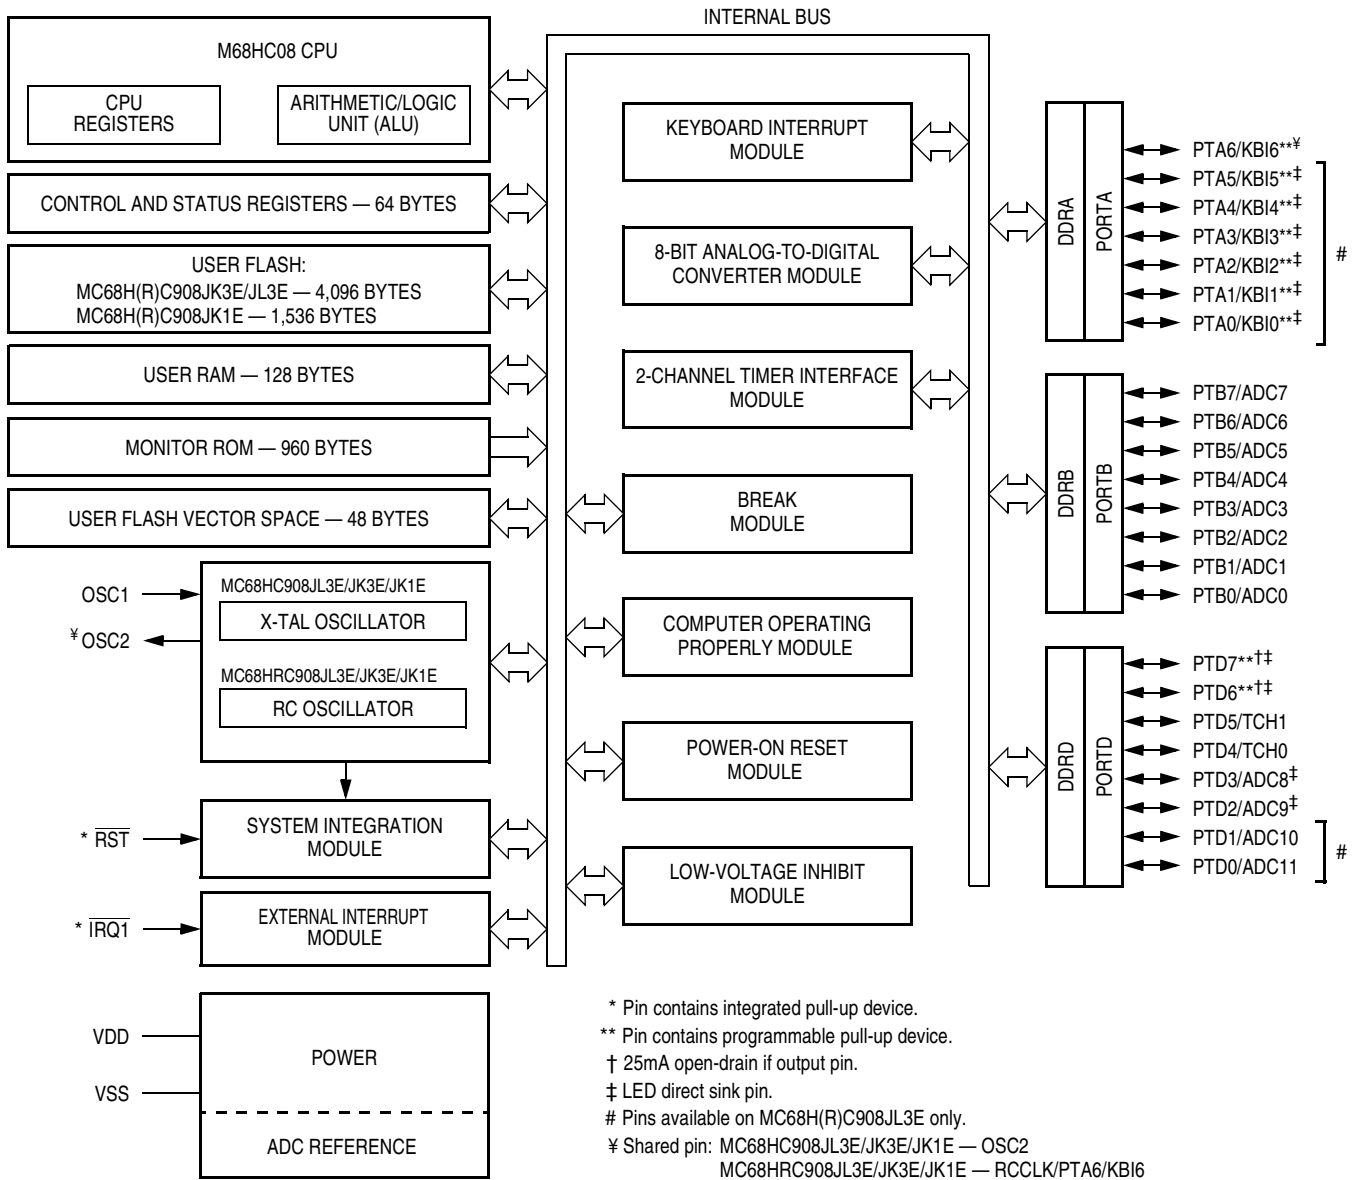 INTERNAL BUS
M68HC08 CPU
CPU
REGISTERS
ARITHMETIC/LOGIC
UNIT (ALU)
CONTROL AND STATUS REGISTERS — 64 BYTES
USER FLASH:
MC68H(R)C908JK3E/JL3E — 4,096 BYTES
MC68H(R)C908JK1E — 1,536 BYTES
USER RAM — 128 BYTES
MONITOR ROM — 960 BYTES
USER FLASH VECTOR SPACE — 48 BYTES
OSC1
¥ OSC2
MC68HC908JL3E/JK3E/JK1E
X-TAL OSCILLATOR
MC68HRC908JL3E/JK3E/JK1E
RC OSCILLATOR
* RST
SYSTEM INTEGRATION
MODULE
* IRQ1
EXTERNAL INTERRUPT
MODULE
VDD
VSS
POWER
ADC REFERENCE
KEYBOARD INTERRUPT
MODULE
8-BIT ANALOG-TO-DIGITAL
CONVERTER MODULE
2-CHANNEL TIMER INTERFACE
MODULE
BREAK
MODULE
COMPUTER OPERATING
PROPERLY MODULE
POWER-ON RESET
MODULE
LOW-VOLTAGE INHIBIT
MODULE
DDRA
PORTA
PTA6/KBI6**¥
PTA5/KBI5**‡
PTA4/KBI4**‡
PTA3/KBI3**‡
PTA2/KBI2**‡
PTA1/KBI1**‡
PTA0/KBI0**‡
#
DDRB
PORTB
PTB7/ADC7
PTB6/ADC6
PTB5/ADC5
PTB4/ADC4
PTB3/ADC3
PTB2/ADC2
PTB1/ADC1
PTB0/ADC0
DDRD
PORTD
PTD7**†‡
PTD6**†‡
PTD5/TCH1
PTD4/TCH0
PTD3/ADC8‡
PTD2/ADC9‡
PTD1/ADC10
PTD0/ADC11
#
* Pin contains integrated pull-up device.
** Pin contains programmable pull-up device.
† 25mA open-drain if output pin.
‡ LED direct sink pin.
# Pins available on MC68H(R)C908JL3E only.
¥ Shared pin: MC68HC908JL3E/JK3E/JK1E — OSC2
MC68HRC908JL3E/JK3E/JK1E — RCCLK/PTA6/KBI6